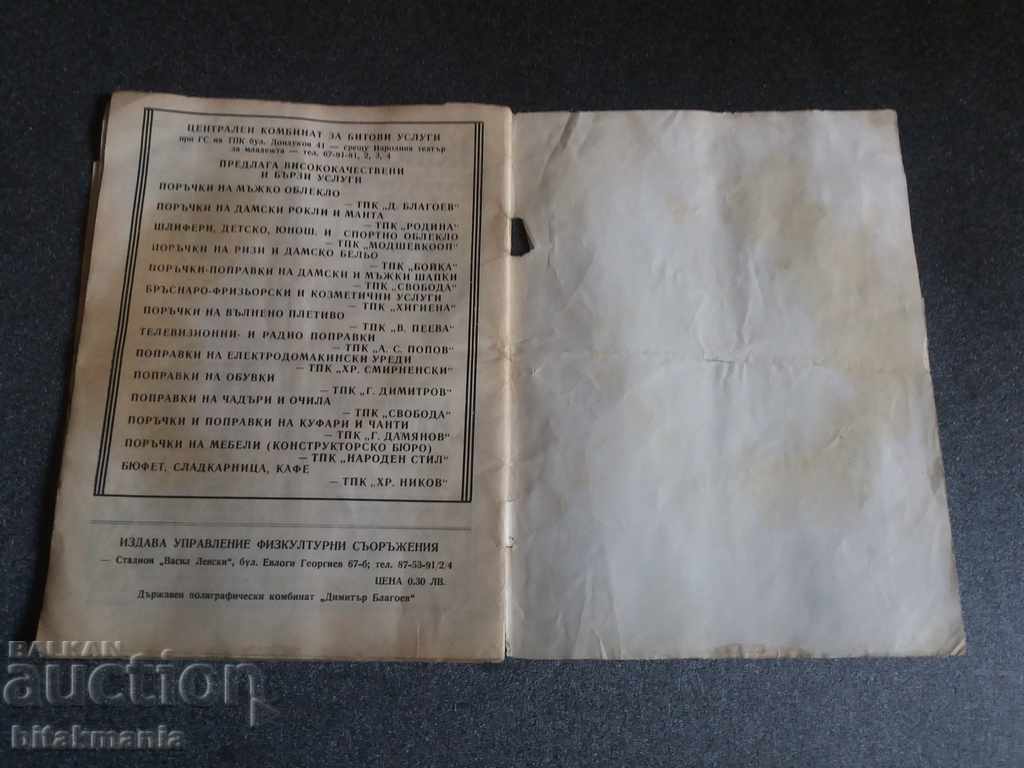 ЦЕНТРАЛЕН КОМБИНАТ ЗА БИТОВИ УСЛУГИ
при ГС на ТПК бул. Дондуков 41 — срещу Народния театър
за младежта — тел. 67-91-81, 2, 3, 4
ПРЕДЛАГА ВИСОКОКАЧЕСТВЕНИ
И БЪРЗИ УСЛУГИ
ПОРЪЧКИ НА МЪЖКО ОБЛЕКЛО
— ТПК „Д. БЛАГОЕВ"
ПОРЪЧКИ НА ДАМСКИ РОКЛИ И МАНТА
— ТПК „РОДИНА"
ШЛИФЕРИ, ДЕТСКО, ЮНОШ. И СПОРТНО ОБЛЕКЛО
— ТПК „МОДШЕВКООП"
ПОРЪЧКИ НА РИЗИ И ДАМСКО БЕЛЬО
— ТПК „БОЙКА"
ПОРЪЧКИ-ПОПРАВКИ НА ДАМСКИ И МЪЖКИ ШАПКИ
— ТПК „СВОБОДА"
БРЪСНАРО-ФРИЗЬОРСКИ И КОЗМЕТИЧНИ УСЛУГИ
— ТПК „ХИГИЕНА"
ПОРЪЧКИ НА ВЪЛНЕНО ПЛЕТИВО
— ТПК „В. ПЕЕВА"
ТЕЛЕВИЗИОННИ- И РАДИО ПОПРАВКИ
— ТПК „А. С. ПОПОВ"
ПОПРАВКИ НА ЕЛЕКТРОДОМАКИНСКИ УРЕДИ
— ТПК „ХР. СМИРНЕНСКИ"
ПОПРАВКИ НА ОБУВКИ
— ТПК „Г. ДИМИТРОВ"
ПОПРАВКИ НА ЧАДЪРИ И ОЧИЛА
— ТПК „СВОБОДА"
ПОРЪЧКИ И ПОПРАВКИ НА КУФАРИ И ЧАНТИ
— ТПК „Г. ДАМЯНОВ"
ПОРЪЧКИ НА МЕБЕЛИ (КОНСТРУКТОРСКО БЮРО)
— ТПК „НАРОДЕН СТИЛ"
БЮФЕТ, СЛАДКАРНИЦА, КАФЕ
— ТПК „ХР. НИКОВ"
ИЗДАВА УПРАВЛЕНИЕ ФИЗКУЛТУРНИ СЪОРЪЖЕНИЯ
— Стадион „Васил Левски", бул. Евлоги Георгиев 67-б; тел. 87-53-91/2/4
ЦЕНА 0.30 ЛВ.
Държавен полиграфически комбинат „Димитър Благоев"
BALKAN
auction
bitakmania